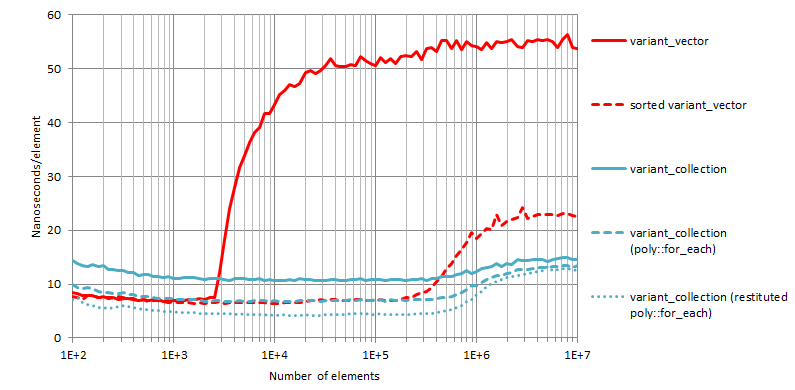 60
50
40
30
20
10
0
Nanoseconds/element
1E+2 1E+3 1E+4 1E+5 1E+6 1E+7
Number of elements
variant_vector
sorted variant_vector
variant_collection
variant_collection
(poly::for_each)
variant_collection (restituted
poly::for_each)